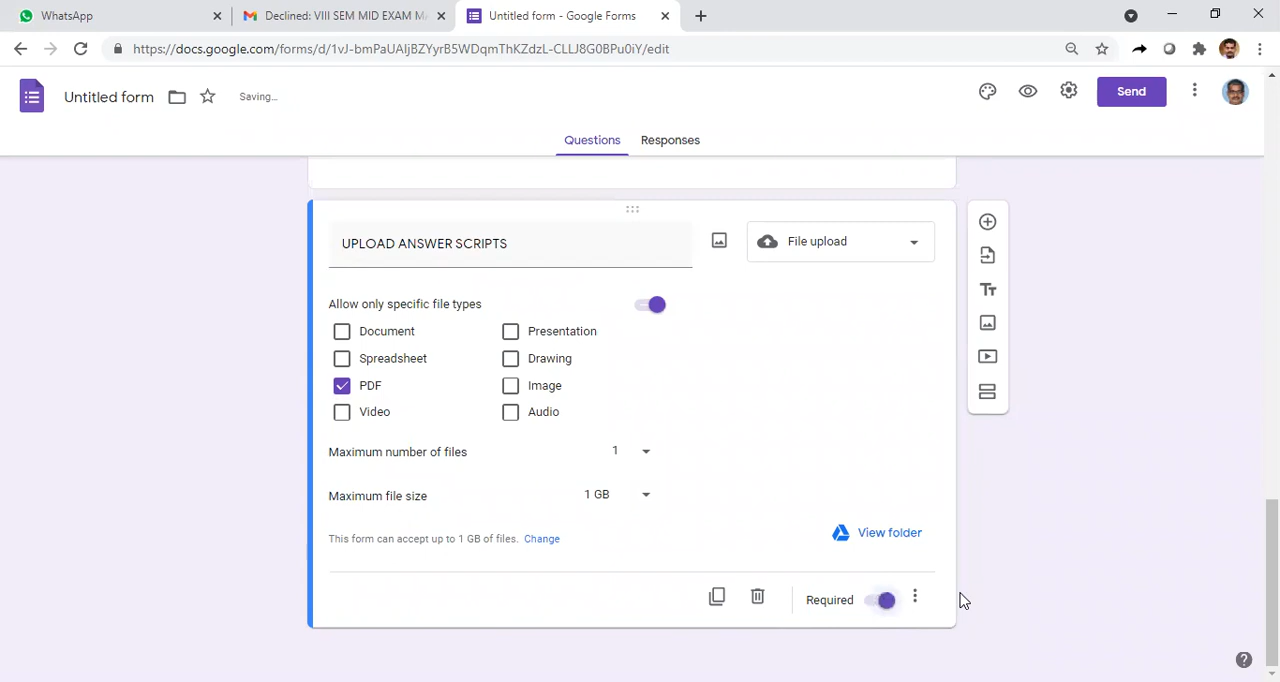 WhatsApp
Declined: VIII SEM MID EXAM Ma
Untitled form - Google Forms
https://docs.google.com/forms/d/1vJ-bmPaUAIjBZYyrB5WDqmThKZdzL-CLLJ8G0BPu0iY/edit
Untitled form
Saving...
Send
Questions
Responses
UPLOAD ANSWER SCRIPTS
File upload
Allow only specific file types
Document
Presentation
Spreadsheet
Drawing
PDF
Image
Video
Audio
Maximum number of files
1
Maximum file size
1 GB
View folder
This form can accept up to 1 GB of files. Change
Required